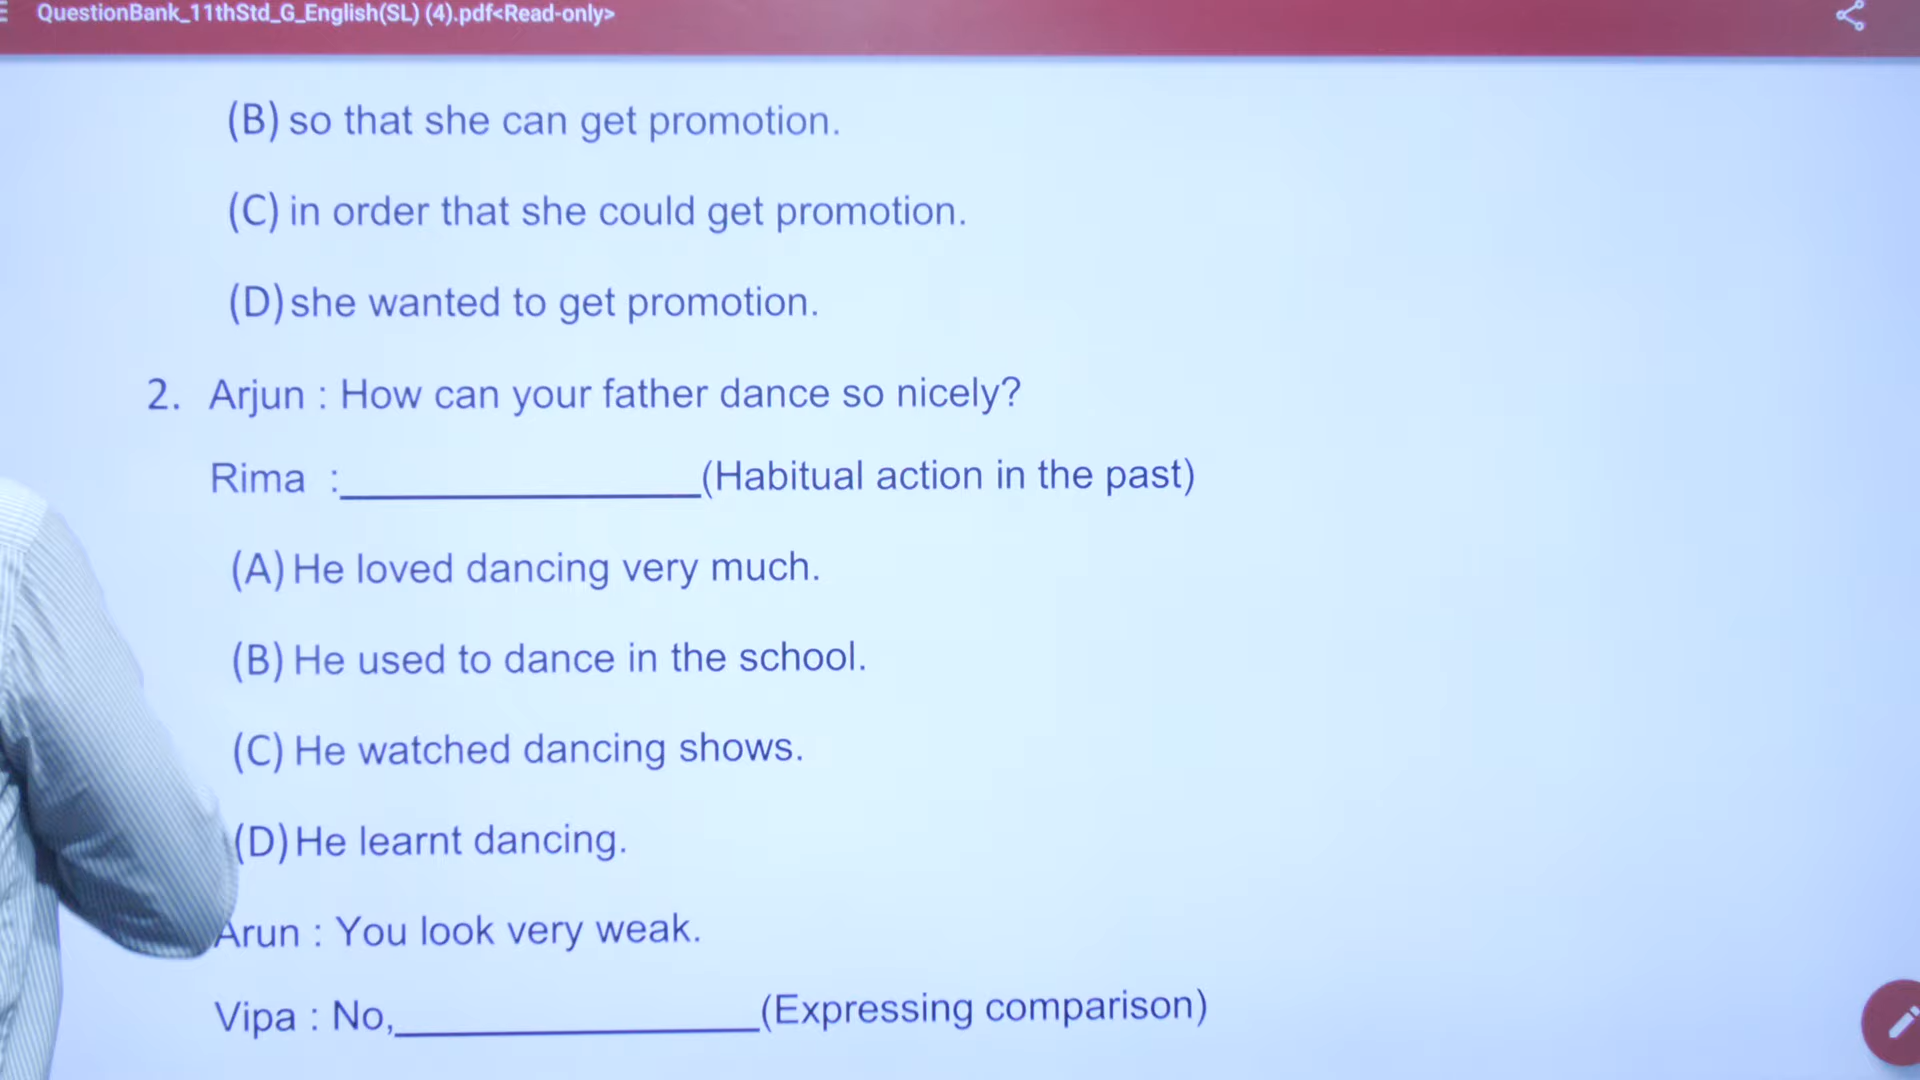 QuestionBank_11thStd_G_English(SL) (4).pdf<Read-only>
(B) so that she can get promotion.
(C) in order that she could get promotion.
(D) she wanted to get promotion.
2. Arjun : How can your father dance so nicely?
Rima :______________(Habitual action in the past)
(A) He loved dancing very much.
(B) He used to dance in the school.
(C) He watched dancing shows.
(D) He learnt dancing.
Arun : You look very weak.
Vipa : No,______________(Expressing comparison)